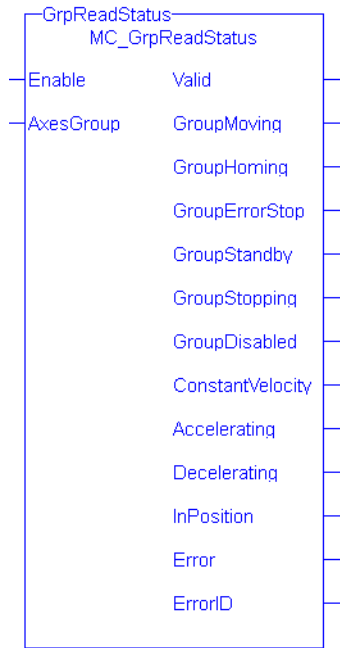 GrpReadStatus
MC_GrpReadStatus
Enable Valid
AxesGroup GroupMoving
GroupHoming
GroupErrorStop
GroupStandby
GroupStopping
GroupDisabled
ConstantVelocity
Accelerating
Decelerating
InPosition
Error
ErrorID